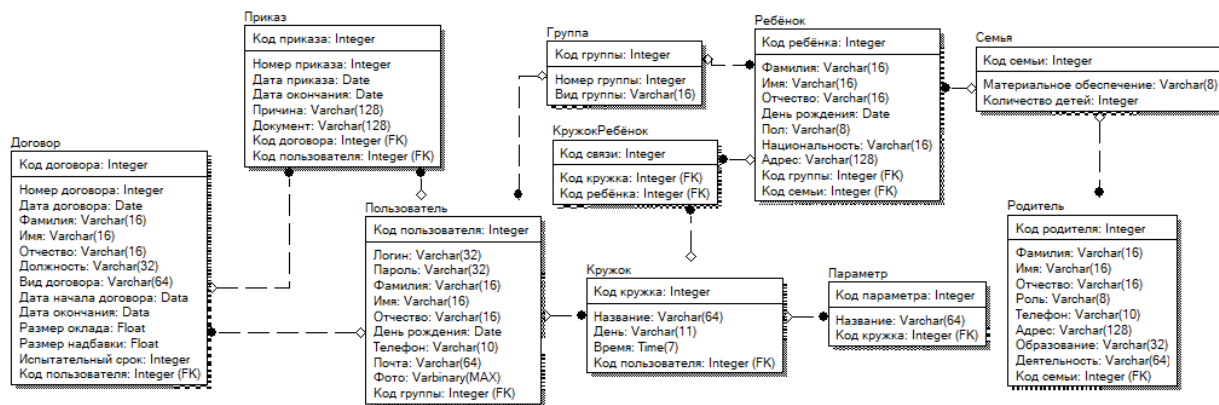 Приказ
Код приказа: Integer
Номер приказа: Integer
Дата приказа: Date
Дата окончания: Date
Причина: Varchar(128)
Документ: Varchar(128)
Код договора: Integer (FK)
Код пользователя: Integer (FK)
Группа
Код группы: Integer
Номер группы: Integer
Вид группы: Varchar(16)
Ребёнок
Код ребёнка: Integer
Фамилия: Varchar(16)
Имя: Varchar(16)
Отчество: Varchar(16)
День рождения: Date
Пол: Varchar(8)
Национальность: Varchar(16)
Адрес: Varchar(128)
Код группы: Integer (FK)
Код семьи: Integer (FK)
Семья
Код семьи: Integer
Материальное обеспечение: Varchar(8)
Количество детей: Integer
Договор
Код договора: Integer
Номер договора: Integer
Дата договора: Date
Фамилия: Varchar(16)
Имя: Varchar(16)
Отчество: Varchar(16)
Должность: Varchar(32)
Вид договора: Varchar(64)
Дата начала договора: Data
Дата окончания: Data
Размер оклада: Float
Размер надбавки: Float
Испытательный срок: Integer
Код пользователя: Integer (FK)
КружокРебёнок
Код связи: Integer
Код кружка: Integer (FK)
Код ребёнка: Integer (FK)
Пользователь
Код пользователя: Integer
Логин: Varchar(32)
Пароль: Varchar(32)
Фамилия: Varchar(16)
Имя: Varchar(16)
Отчество: Varchar(16)
День рождения: Date
Телефон: Varchar(10)
Почта: Varchar(64)
Фото: Varbinary(MAX)
Код группы: Integer (FK)
Кружок
Код кружка: Integer
Название: Varchar(64)
День: Varchar(11)
Время: Time(7)
Код пользователя: Integer (FK)
Параметр
Код параметра: Integer
Название: Varchar(64)
Код кружка: Integer (FK)
Родитель
Код родителя: Integer
Фамилия: Varchar(16)
Имя: Varchar(16)
Отчество: Varchar(16)
Роль: Varchar(8)
Телефон: Varchar(10)
Адрес: Varchar(128)
Образование: Varchar(32)
Деятельность: Varchar(64)
Код семьи: Integer (FK)